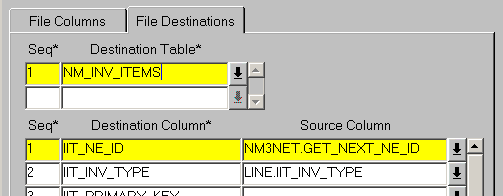 File Columns File Destinations
Seq* Destination Table*
1 NM_INV_ITEMS
Seq* Destination Column* Source Column
1 IIT_NE_ID NM3NET.GET_NEXT_NE_ID
2 IIT_INV_TYPE LINE.IIT_INV_TYPE
3 IIT_PRIMARY_KEY